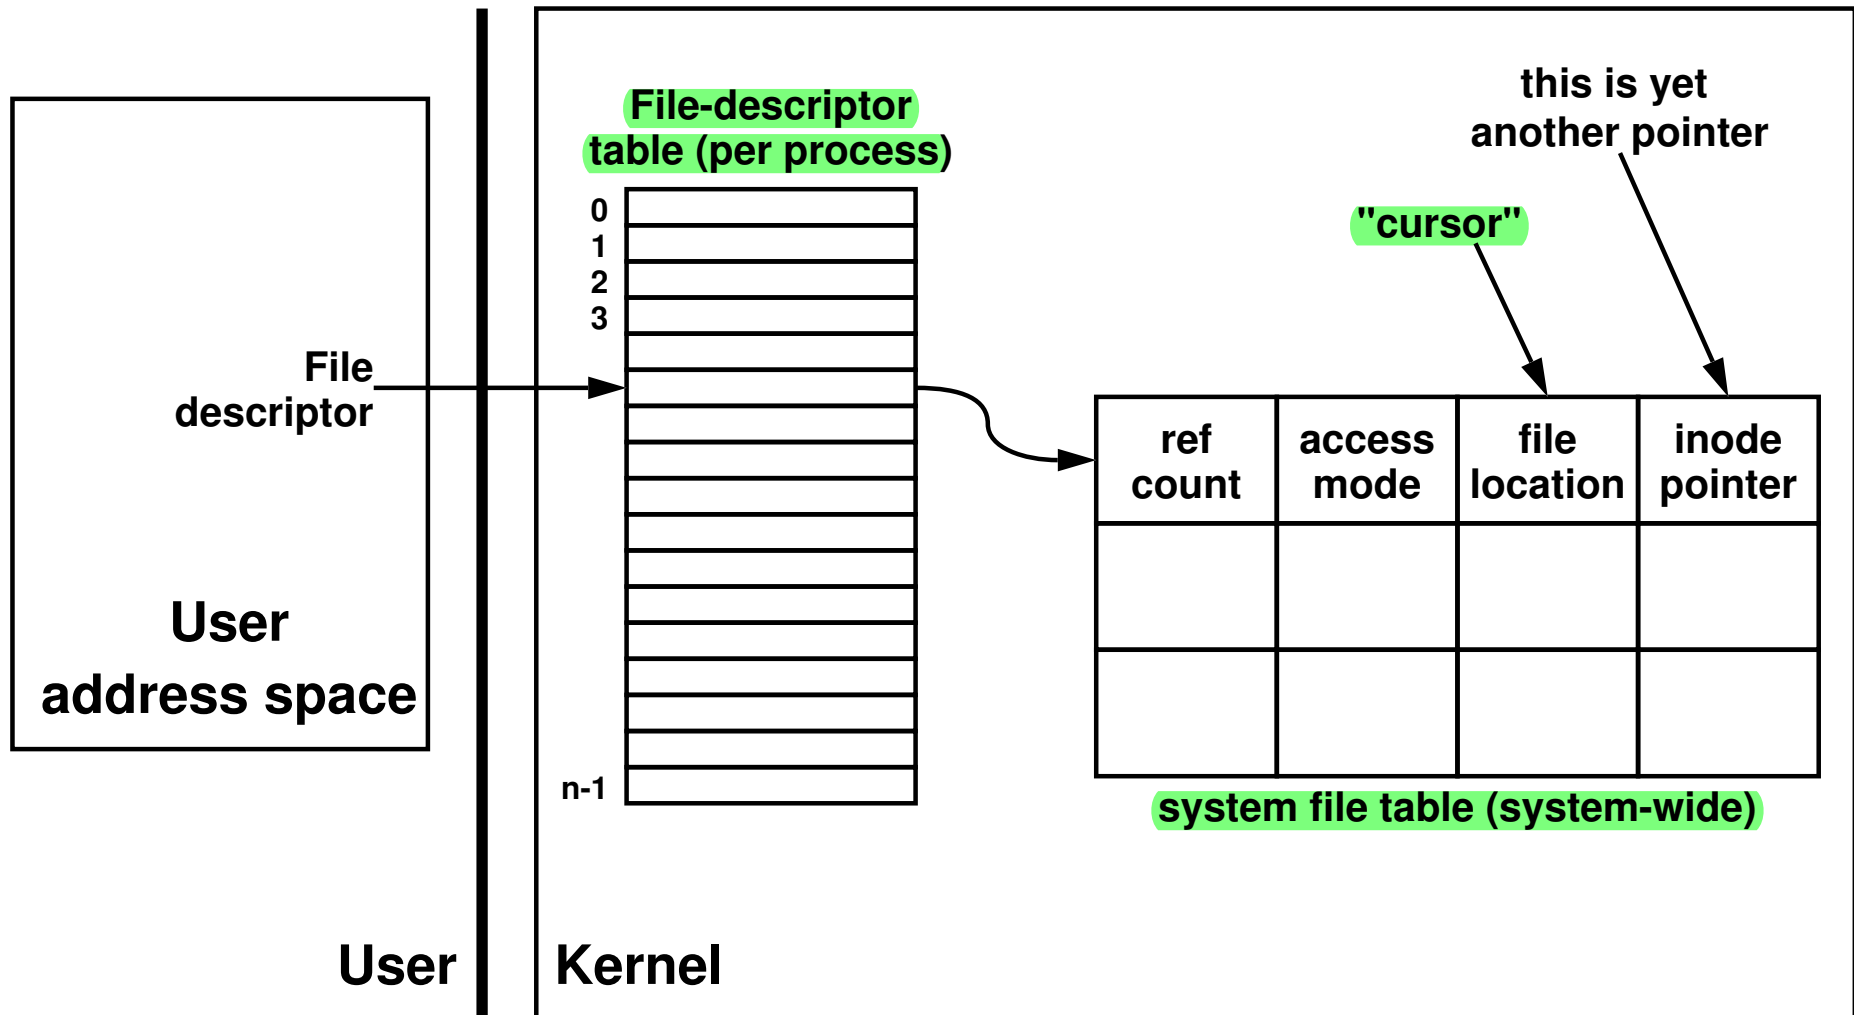 File-descriptor
table (per process)
this is yet
another pointer
"cursor"
0
1
2
3
n-1
File
descriptor
User
address space
ref
count
access
mode
file
location
inode
pointer
system file table (system-wide)
User
Kernel